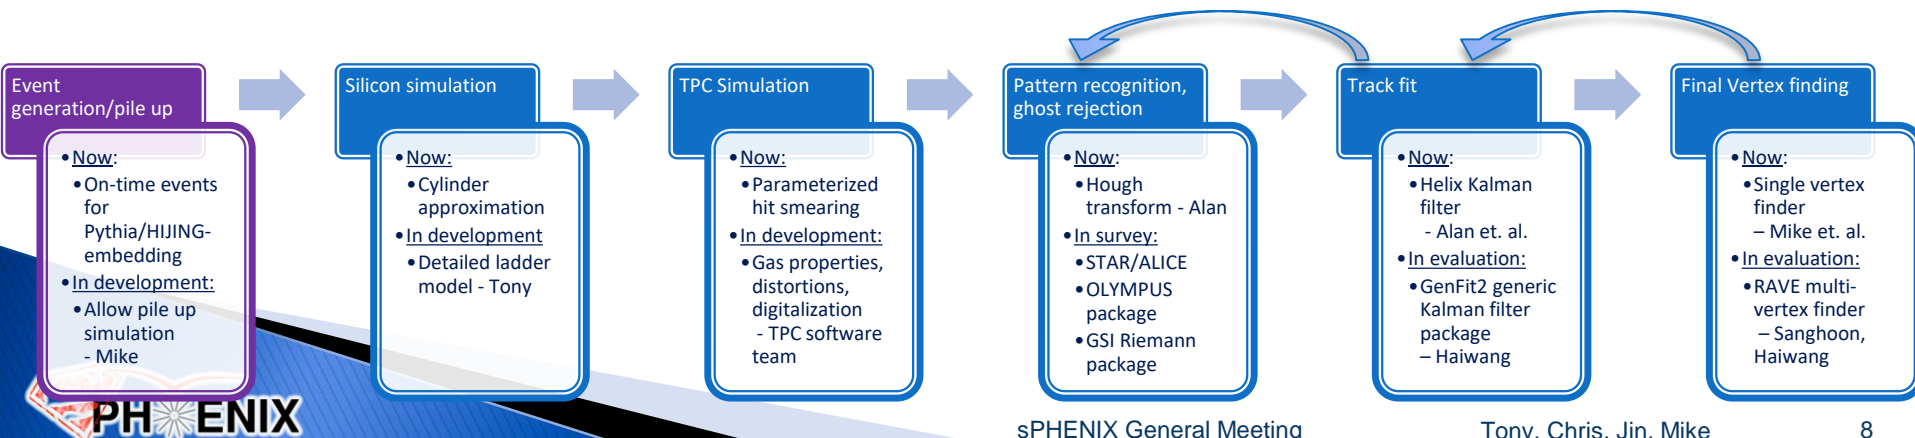 Event
generation/pile up
•Now:
•On-time events
for
Pythia/HIJING-
embedding
•In development:
•Allow pile up
simulation
- Mike
Silicon simulation
•Now:
•Cylinder
approximation
•In development
•Detailed ladder
model - Tony
TPC Simulation
•Now:
•Parameterized
hit smearing
•In development:
•Gas properties,
distortions,
digitalization
- TPC software
team
Pattern recognition,
ghost rejection
•Now:
•Hough
transform - Alan
•In survey:
•STAR/ALICE
•OLYMPUS
package
•GSI Riemann
package
Track fit
•Now:
•Helix Kalman
filter
- Alan et. al.
•In evaluation:
•GenFit2 generic
Kalman filter
package
– Haiwang
Final Vertex finding
•Now:
•Single vertex
finder
– Mike et. al.
•In evaluation:
•RAVE multi-
vertex finder
– Sanghoon,
Haiwang
PHENIX
sPHENIX General Meeting
Tony, Chris, Jin, Mike
8